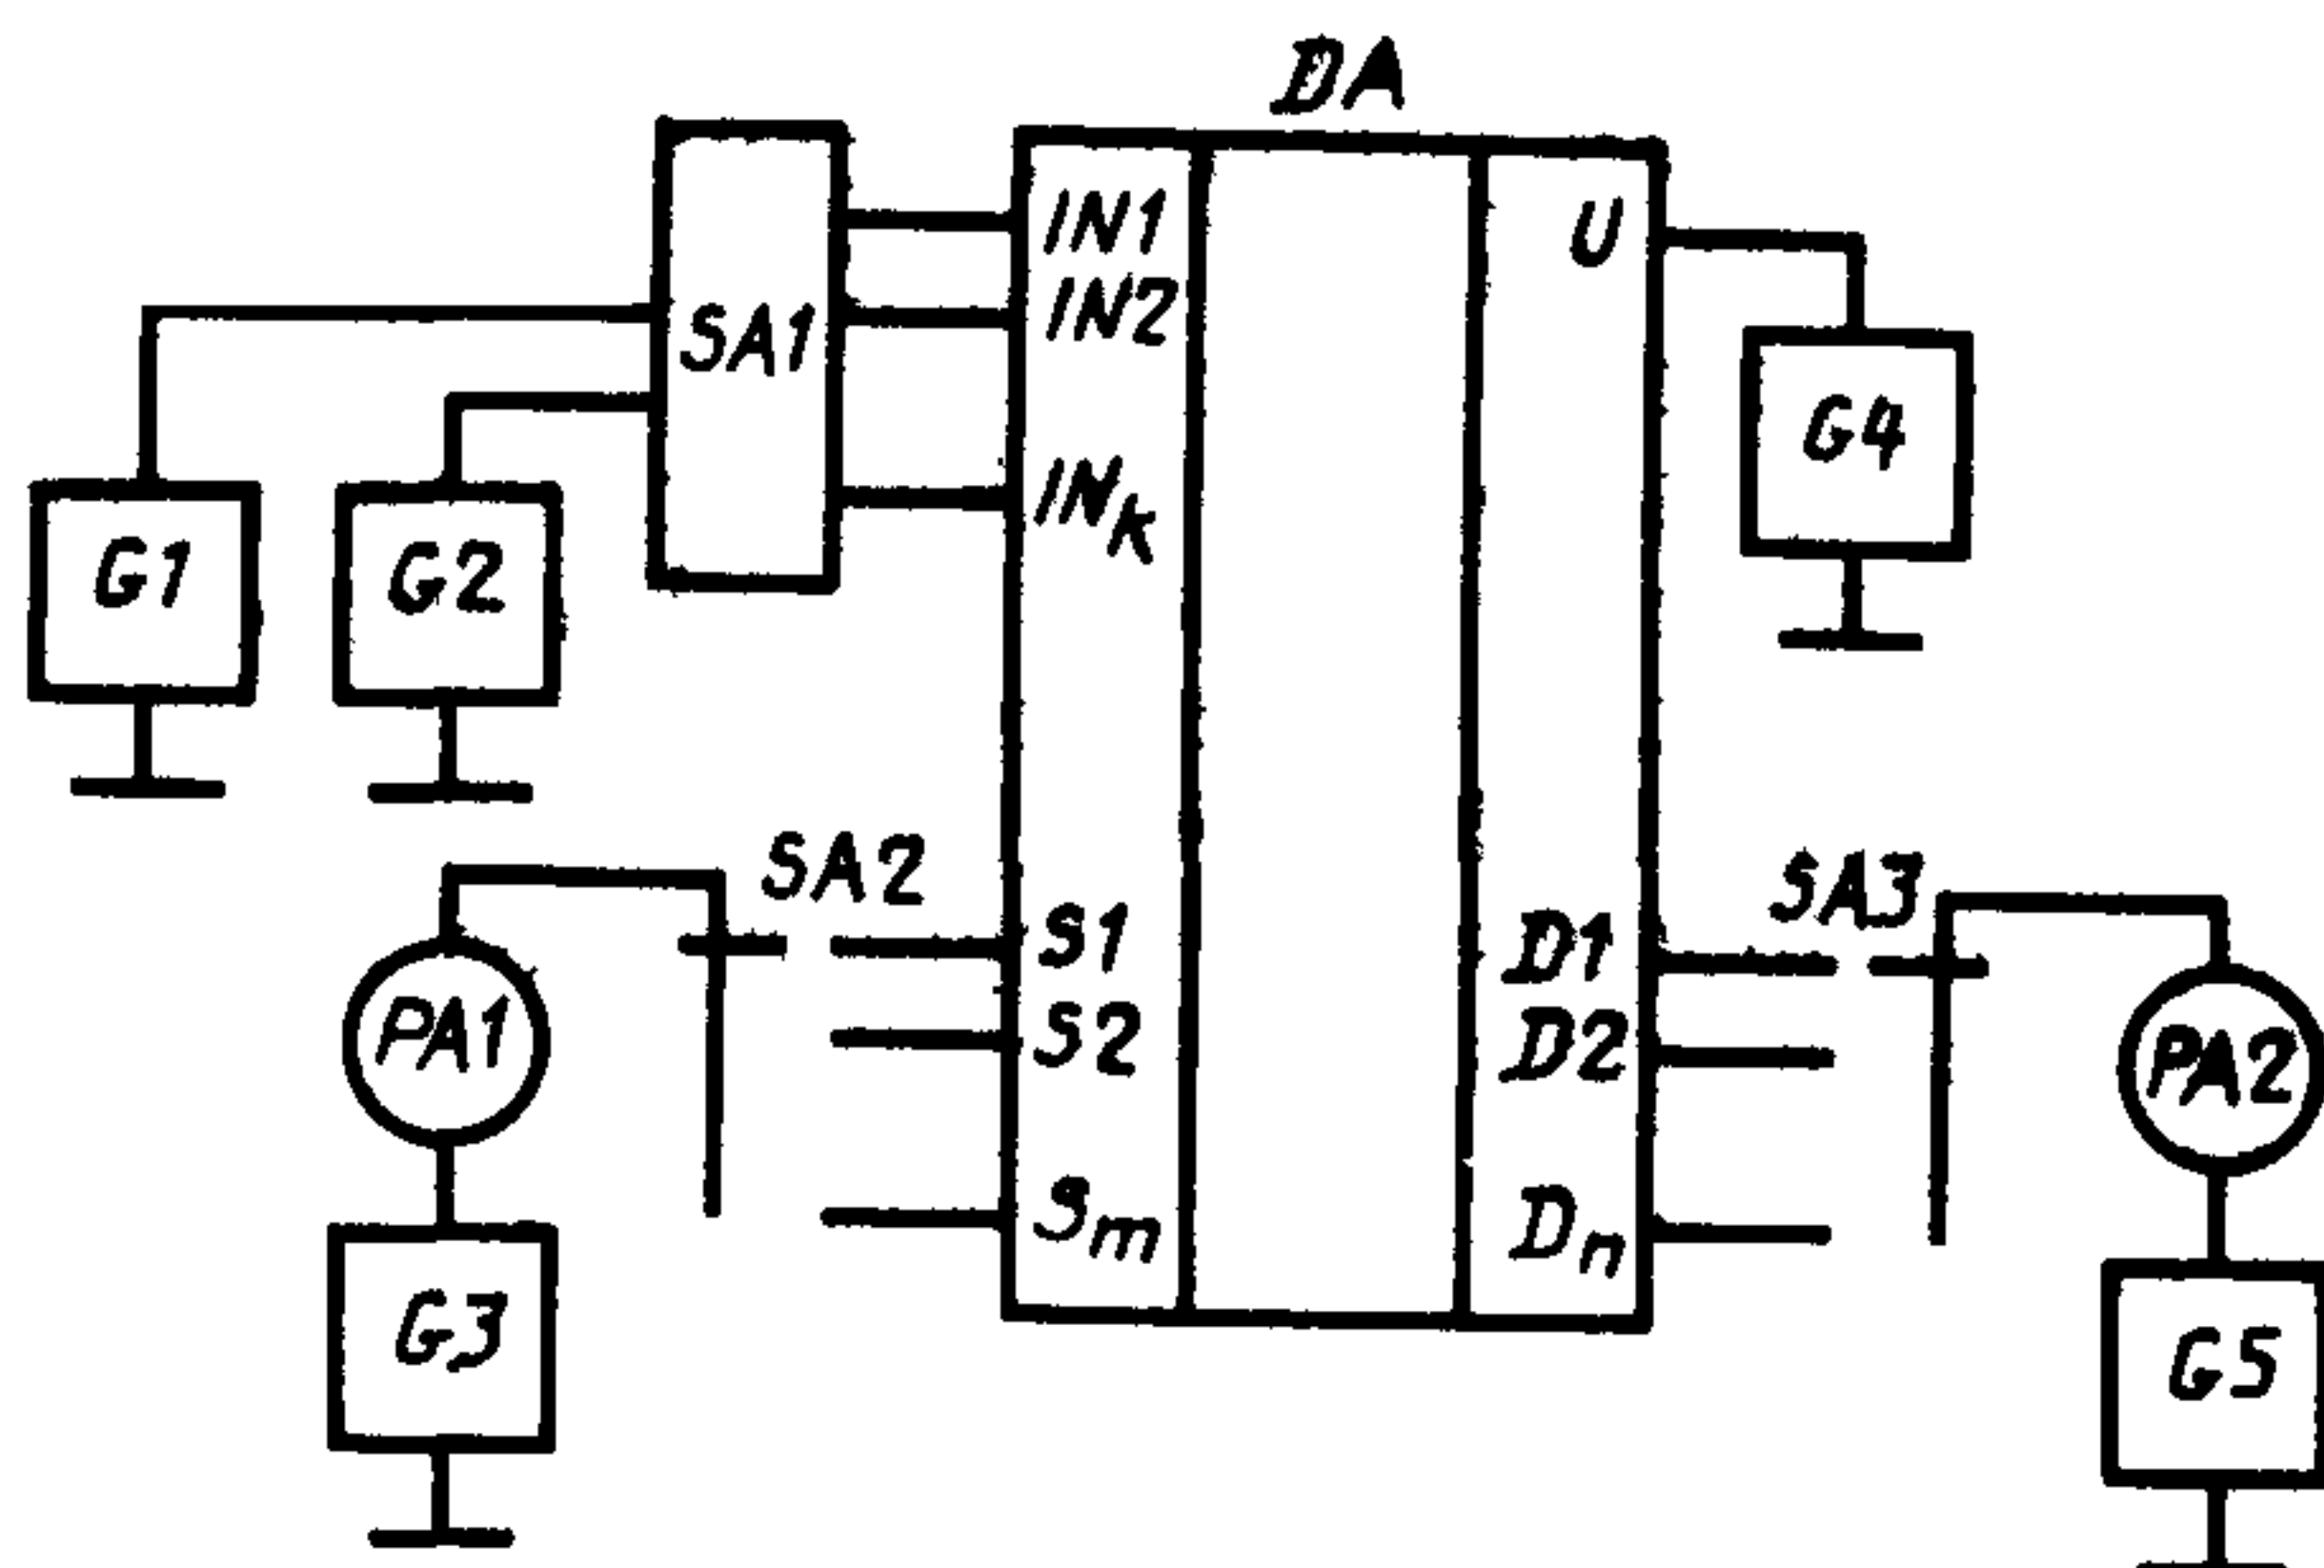 DA
IN1
U
IN2
SA1
G4
INk
G1
G2
SA2
SA3
S1
D1
PA1
S2
D2
PA2
Sm
Dn
G3
G5